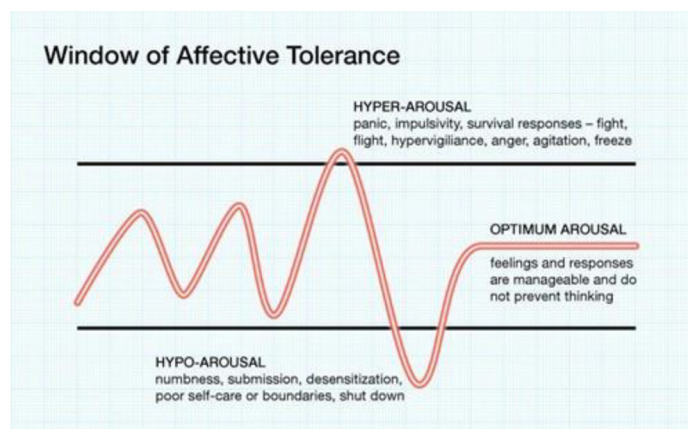 Window of Affective Tolerance
HYPER-AROUSAL
panic, impulsivity, survival responses – fight,
flight, hypervigiliance, anger, agitation, freeze
OPTIMUM AROUSAL
feelings and responses
are manageable and do
not prevent thinking
HYPO-AROUSAL
numbness, submission, desensitization,
poor self-care or boundaries, shut down